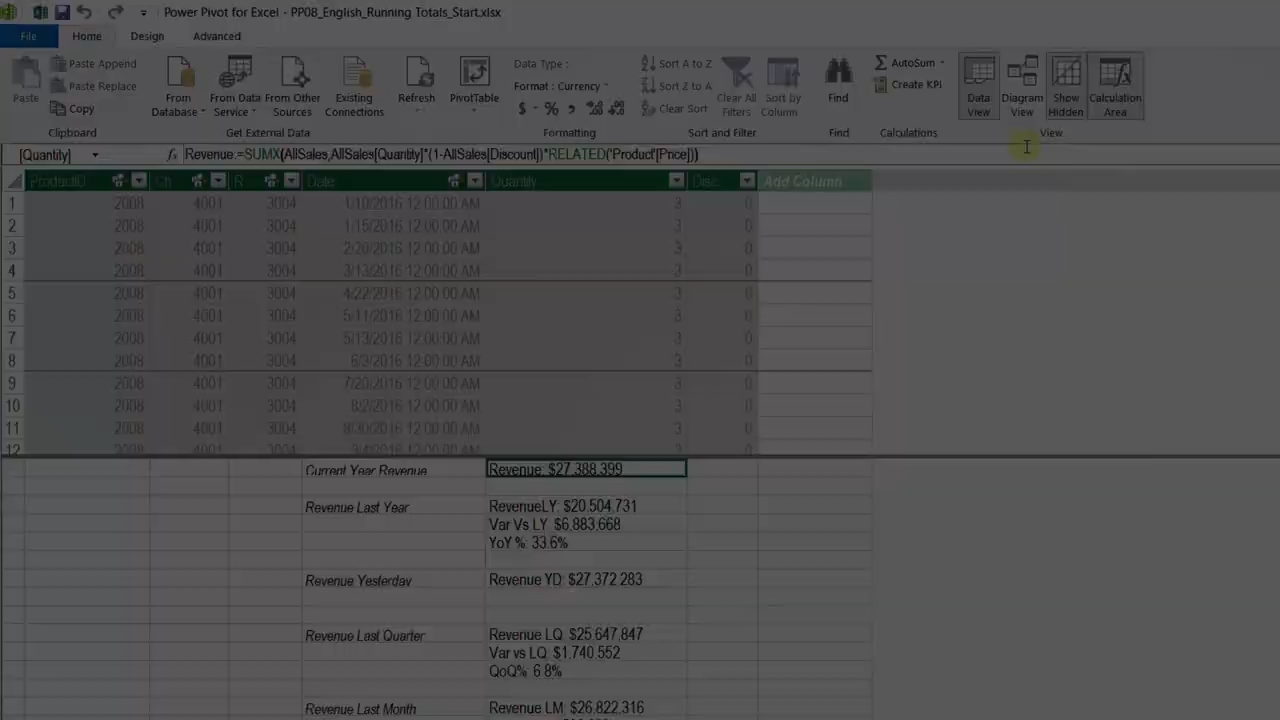 Power Pivot for Excel - PP08_English_Running Totals_Start.xlsx
File Home Design Advanced
Paste Paste Append Paste Replace Copy
From Database From Data Service From Other Sources Existing Connections
Refresh PivotTable
Data Type :
Format : Currency
$ % ,
Sort A to Z Sort Z to A Clear Sort Clear All Filters Sort by Column
Find
AutoSum Create KPI
Data View Diagram View Show Hidden Calculation Area
Clipboard Get External Data Formatting Sort and Filter Find Calculations View
[Quantity] fx Revenue:=SUMX(AllSales,AllSales[Quantity]*(1-AllSales[Discount])*RELATED('Product'[Price]))
ProductID Ch R Date Quantity Disc Add Column
1 2008 4001 3004 1/10/2016 12:00:00 AM 3 0
2 2008 4001 3004 1/15/2016 12:00:00 AM 3 0
3 2008 4001 3004 2/20/2016 12:00:00 AM 3 0
4 2008 4001 3004 3/13/2016 12:00:00 AM 3 0
5 2008 4001 3004 4/22/2016 12:00:00 AM 3 0
6 2008 4001 3004 5/11/2016 12:00:00 AM 3 0
7 2008 4001 3004 5/13/2016 12:00:00 AM 3 0
8 2008 4001 3004 6/3/2016 12:00:00 AM 3 0
9 2008 4001 3004 7/20/2016 12:00:00 AM 3 0
10 2008 4001 3004 8/2/2016 12:00:00 AM 3 0
11 2008 4001 3004 8/30/2016 12:00:00 AM 3 0
12 2008 4001 3004 12:00:00 AM 3 0
Current Year Revenue Revenue: $27,388,399
Revenue Last Year RevenueLY: $20,504,731
Var Vs LY: $6,883,668
YoY %: 33.6%
Revenue Yesterday Revenue YD: $27,372,283
Revenue Last Quarter Revenue LQ: $25,647,847
Var vs LQ: $1,740,552
QoQ%: 6.8%
Revenue Last Month Revenue LM: $26,822,316